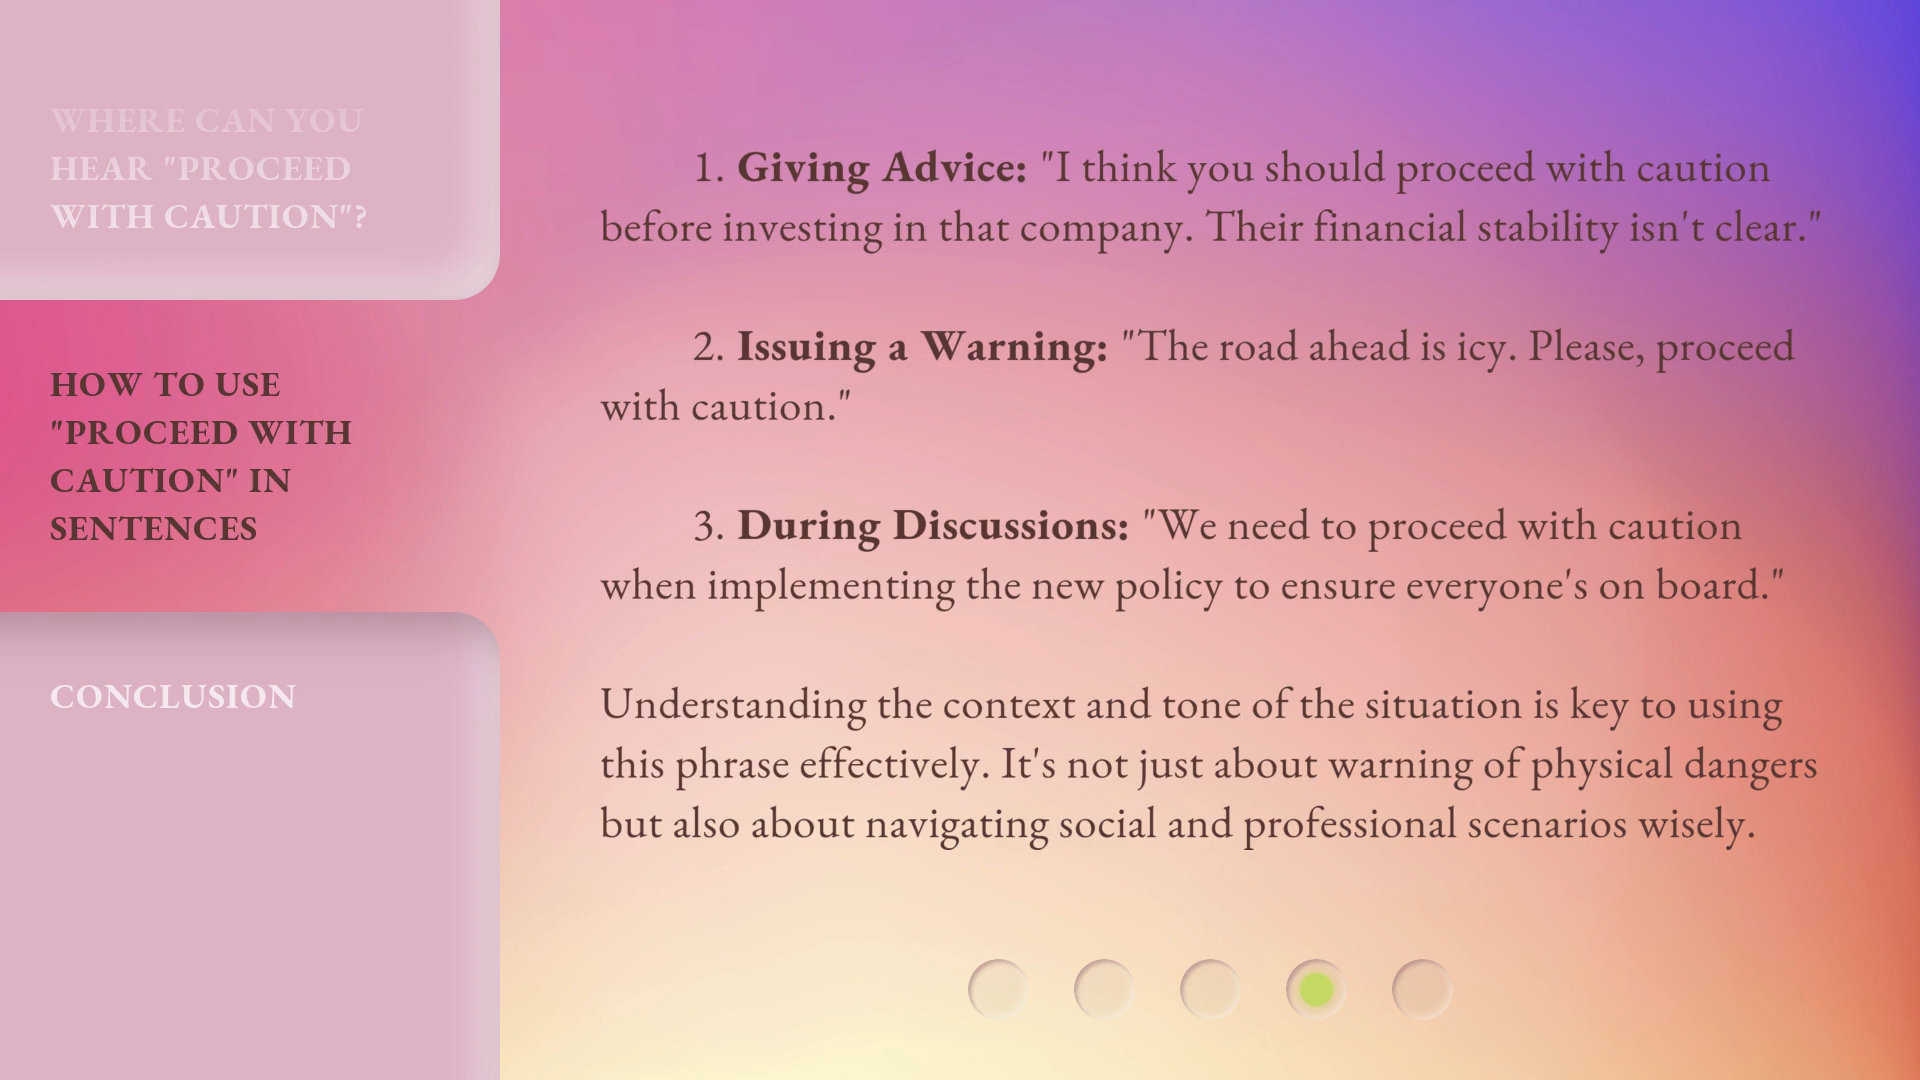 WHERE CAN YOU
HEAR "PROCEED
WITH CAUTION"?
HOW TO USE
"PROCEED WITH
CAUTION" IN
SENTENCES
CONCLUSION
1. Giving Advice: "I think you should proceed with caution
before investing in that company. Their financial stability isn't clear."
2. Issuing a Warning: "The road ahead is icy. Please, proceed
with caution."
3. During Discussions: "We need to proceed with caution
when implementing the new policy to ensure everyone's on board."
Understanding the context and tone of the situation is key to using
this phrase effectively. It's not just about warning of physical dangers
but also about navigating social and professional scenarios wisely.